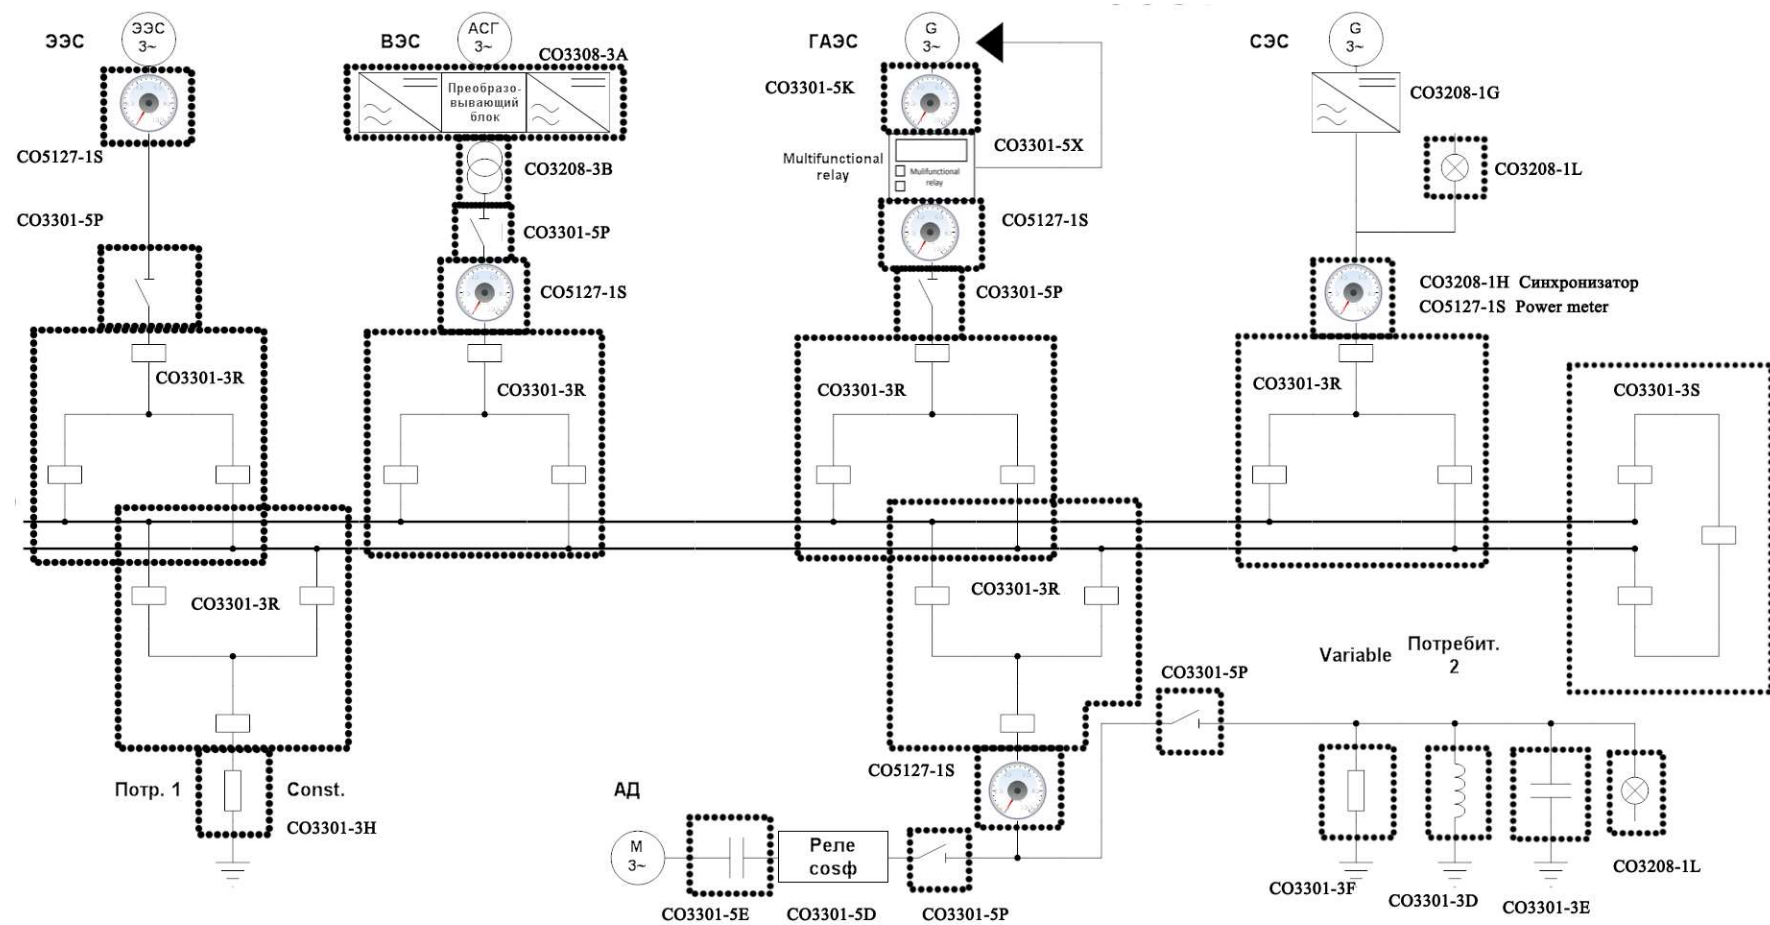 ЭЭС
ЭЭС
3~
ВЭС
АСГ
3~
CO3308-3A
ГАЭС
G
3~
СЭС
G
3~
Преобразо-
вывающий
блок
CO3301-5K
CO3208-1G
CO5127-1S
CO3208-3B
Multifunctional
relay
Mulifunctional
relay
CO3301-5X
CO3208-1L
CO3301-5P
CO3301-5P
CO5127-1S
CO5127-1S
CO3301-5P
CO3208-1H Синхронизатор
CO5127-1S Power meter
CO3301-3R
CO3301-3R
CO3301-3R
CO3301-3R
CO3301-3S
CO3301-3R
CO3301-3R
Variable
Потребит.
2
CO3301-5P
Потр. 1
Const.
CO3301-3H
CO5127-1S
АД
М
3~
Реле
cosф
CO3301-5E
CO3301-5D
CO3301-5P
CO3301-3F
CO3301-3D
CO3301-3E
CO3208-1L